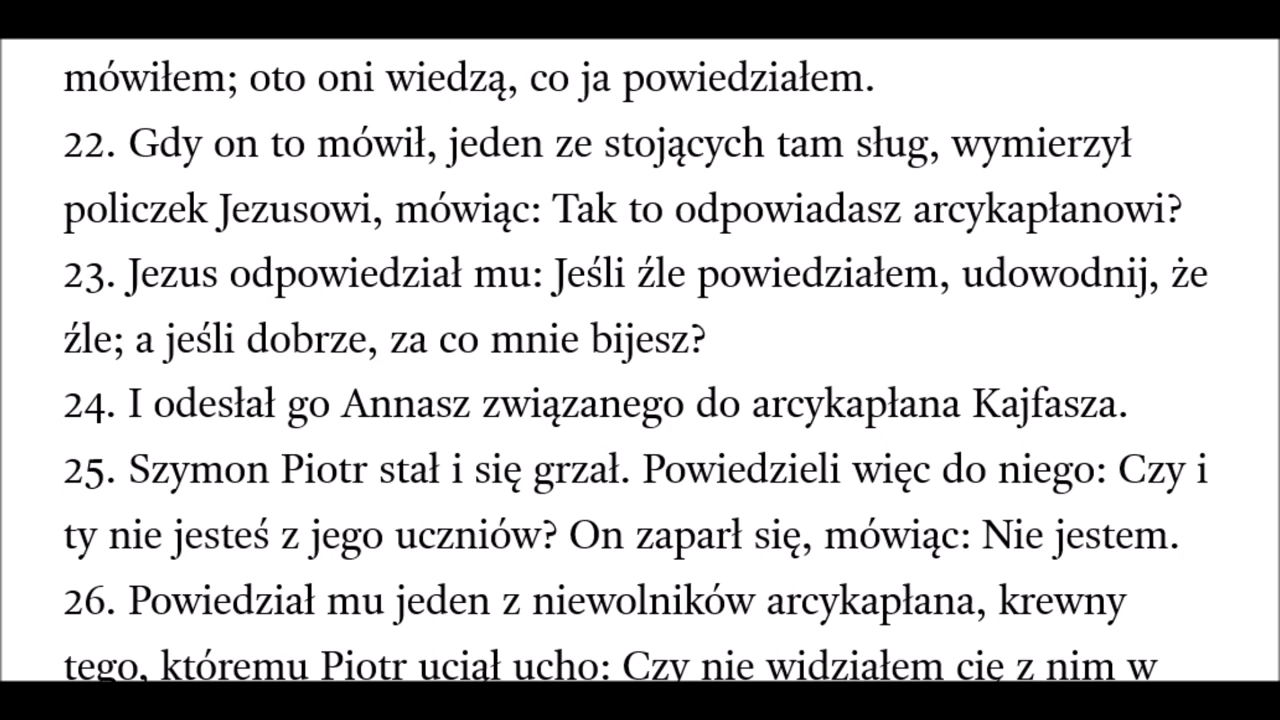 mówiłem; oto oni wiedzą, co ja powiedziałem.
22. Gdy on to mówił, jeden ze stojących tam sług, wymierzył
policzek Jezusowi, mówiąc: Tak to odpowiadasz arcykapłanowi?
23. Jezus odpowiedział mu: Jeśli źle powiedziałem, udowodnij, że
źle; a jeśli dobrze, za co mnie bijesz?
24. I odesłał go Annasz związanego do arcykapłana Kajfasza.
25. Szymon Piotr stał i się grzał. Powiedzieli więc do niego: Czy i
ty nie jesteś z jego uczniów? On zaparł się, mówiąc: Nie jestem.
26. Powiedział mu jeden z niewolników arcykapłana, krewny
tego, któremu Piotr uciął ucho: Czy nie widziałem cię z nim w